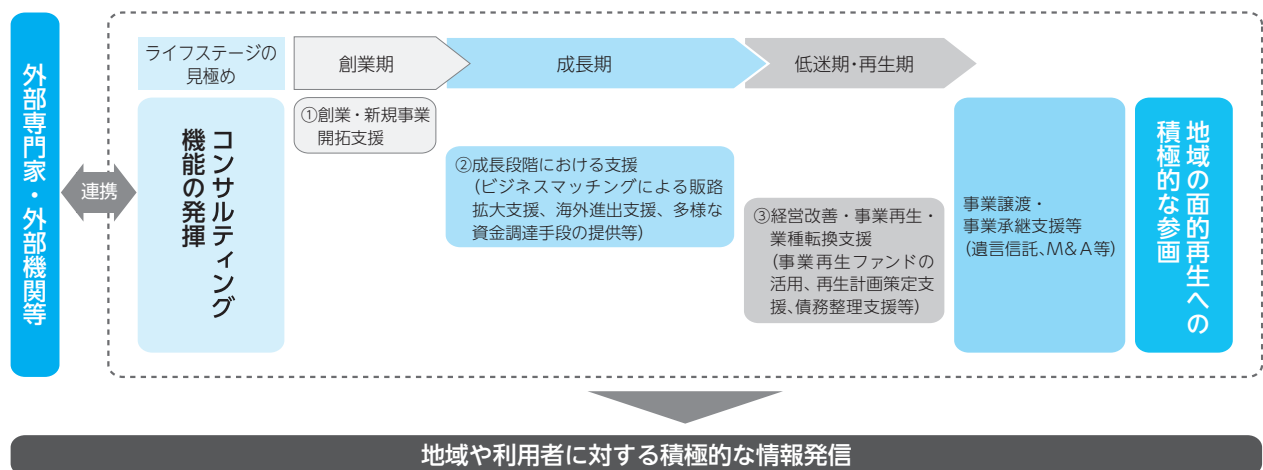 外部専門家・外部機関等
連携
ライフステージの
見極め
コンサルティング
機能の発揮
創業期
①創業・新規事業
開拓支援
成長期
②成長段階における支援
(ビジネスマッチングによる販路
拡大支援、海外進出支援、多様な
資金調達手段の提供等)
低迷期・再生期
③経営改善・事業再生・
業種転換支援
(事業再生ファンドの
活用、再生計画策定支
援、債務整理支援等)
事業譲渡・
事業承継支援等
(遺言信託、M&A等)
地域の面的再生への
積極的な参画
地域や利用者に対する積極的な情報発信